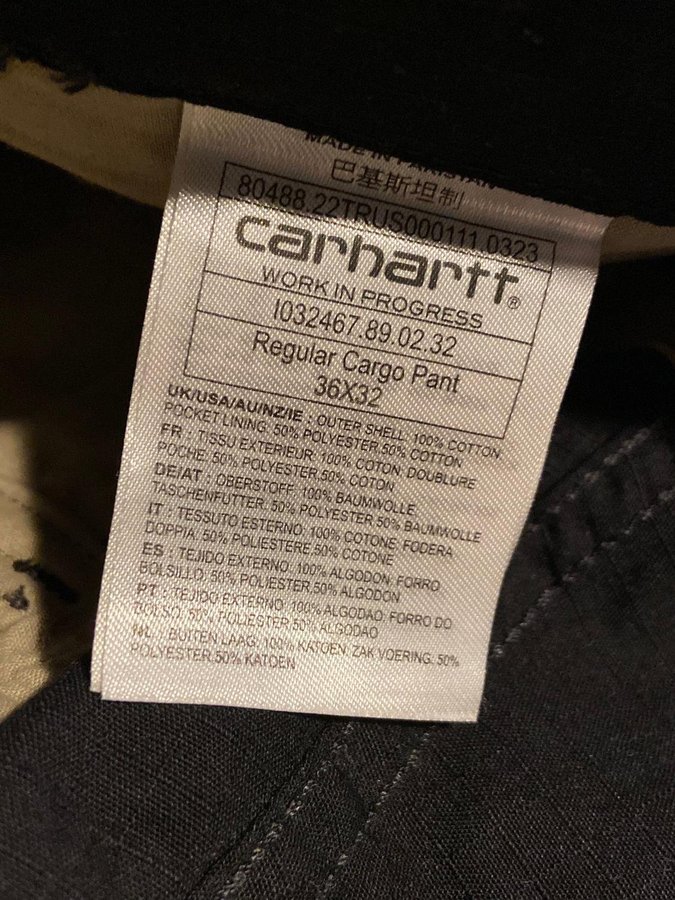 MADE IN PAKISTAN
巴基斯坦制
80488.22TRUS000111.0323
carhartt®
WORK IN PROGRESS
I032467.89.02.32
Regular Cargo Pant
36X32
UK/USA/AU/NZ/IE : OUTER SHELL: 100% COTTON.
POCKET LINING: 50% POLYESTER.50% COTTON
FR : TISSU EXTERIEUR: 100% COTON: DOUBLURE
POCHE: 50% POLYESTER.50% COTON
DE/AT : OBERSTOFF: 100% BAUMWOLLE.
TASCHENFUTTER: 50% POLYESTER 50% BAUMWOLLE
IT : TESSUTO ESTERNO: 100% COTONE: FODERA
DOPPIA: 50% POLIESTERE.50% COTONE
ES : TEJIDO EXTERNO: 100% ALGODON: FORRO
BOLSILLO: 50% POLIESTER.50% ALGODON
PT : TEJIDO EXTERNO: 100% ALGODAO: FORRO DO
BOLSO: 50% POLIESTER.50% ALGODAO
NL : BUITEN LAAG: 100% KATOEN: ZAK VOERING: 50%
POLYESTER.50% KATOEN